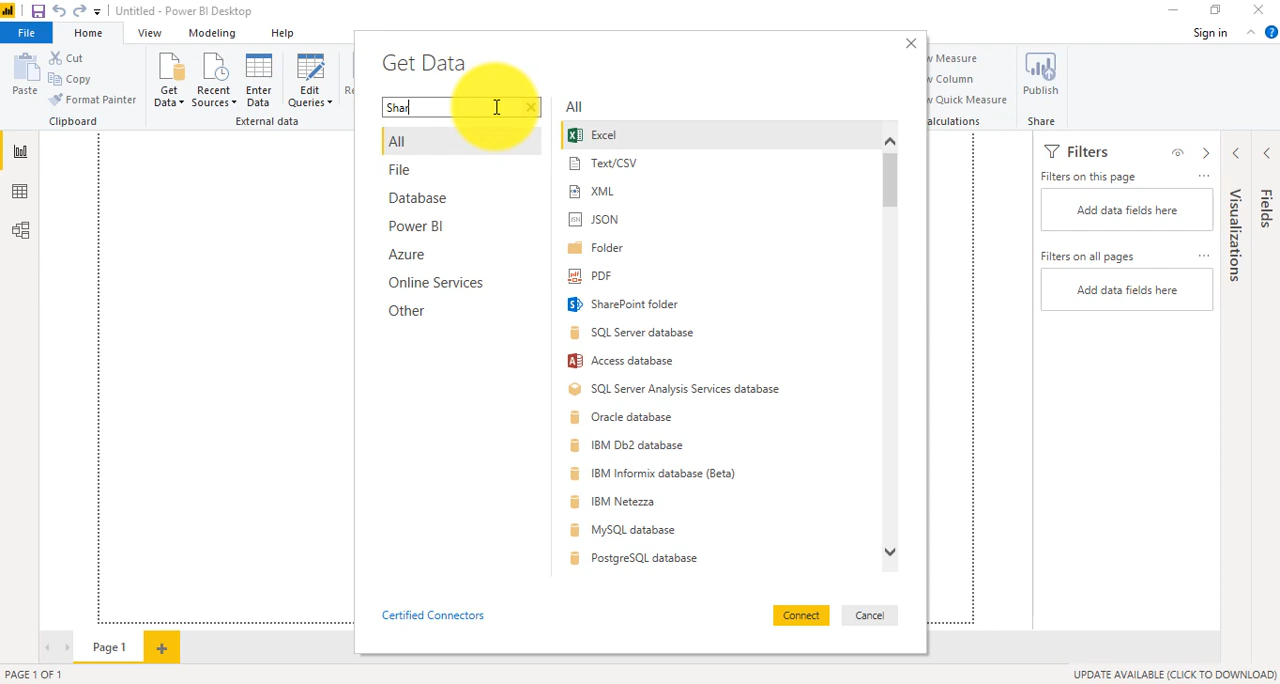 Untitled - Power BI Desktop
File
Home
View
Modeling
Help
Sign in
?
Paste
Cut
Copy
Format Painter
Clipboard
Get Data
Recent Sources
Enter Data
Edit Queries
External data
w Measure
w Column
w Quick Measure
alculations
Publish
Share
Get Data
Shar
All
File
Database
Power BI
Azure
Online Services
Other
All
Excel
Text/CSV
XML
JSON
Folder
PDF
SharePoint folder
SQL Server database
Access database
SQL Server Analysis Services database
Oracle database
IBM Db2 database
IBM Informix database (Beta)
IBM Netezza
MySQL database
PostgreSQL database
Certified Connectors
Connect
Cancel
Filters
Filters on this page
...
Add data fields here
Filters on all pages
...
Add data fields here
Visualizations
Fields
Page 1
+
PAGE 1 OF 1
UPDATE AVAILABLE (CLICK TO DOWNLOAD)